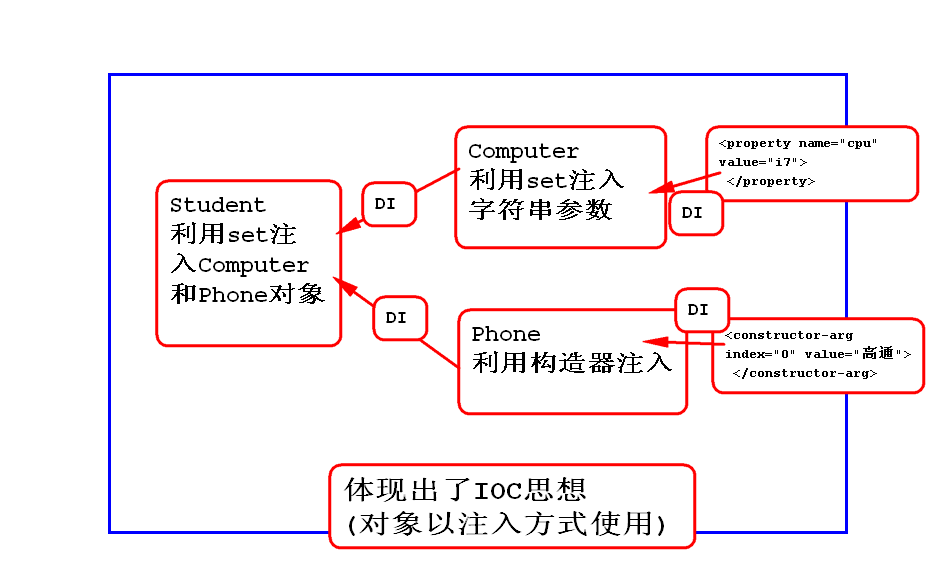 Student
利用set注
入Computer
和Phone对象
DI
DI
Computer
利用set注入
字符串参数
DI
<property name="cpu"
value="i7">
</property>
Phone
利用构造器注入
DI
<constructor-arg
index="0" value="高通">
</constructor-arg>
体现出了IOC思想
(对象以注入方式使用)